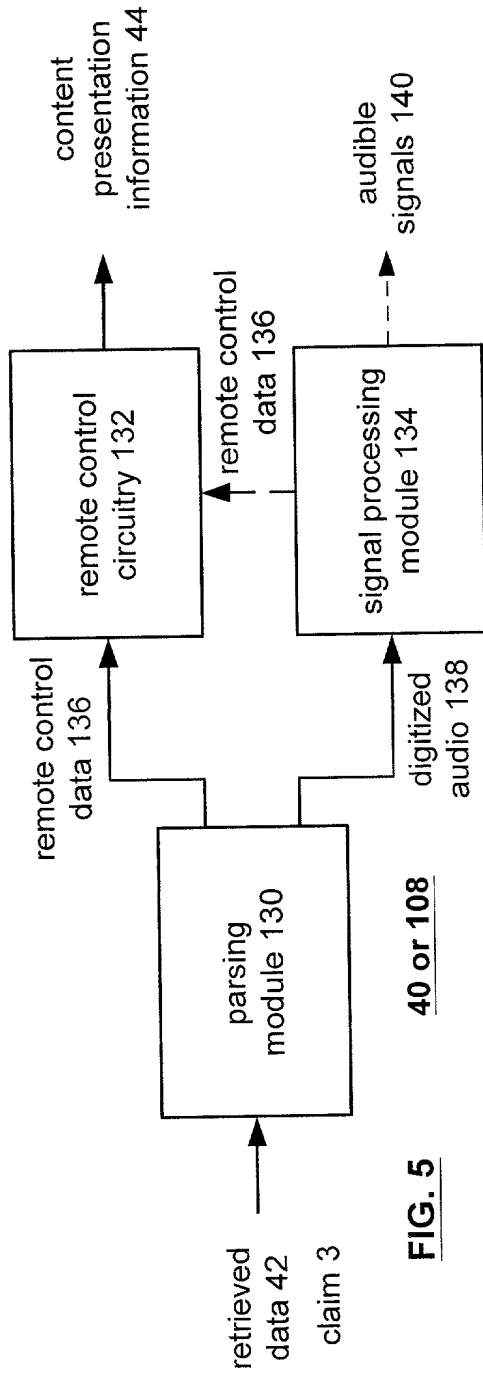 retrieved
data 42
claim 3
parsing
module 130
remote control
data 136
digitized
audio 138
remote control
circuitry 132
remote control
data 136
signal processing
module 134
content
presentation
information 44
audible
signals 140
FIG. 5
40 or 108